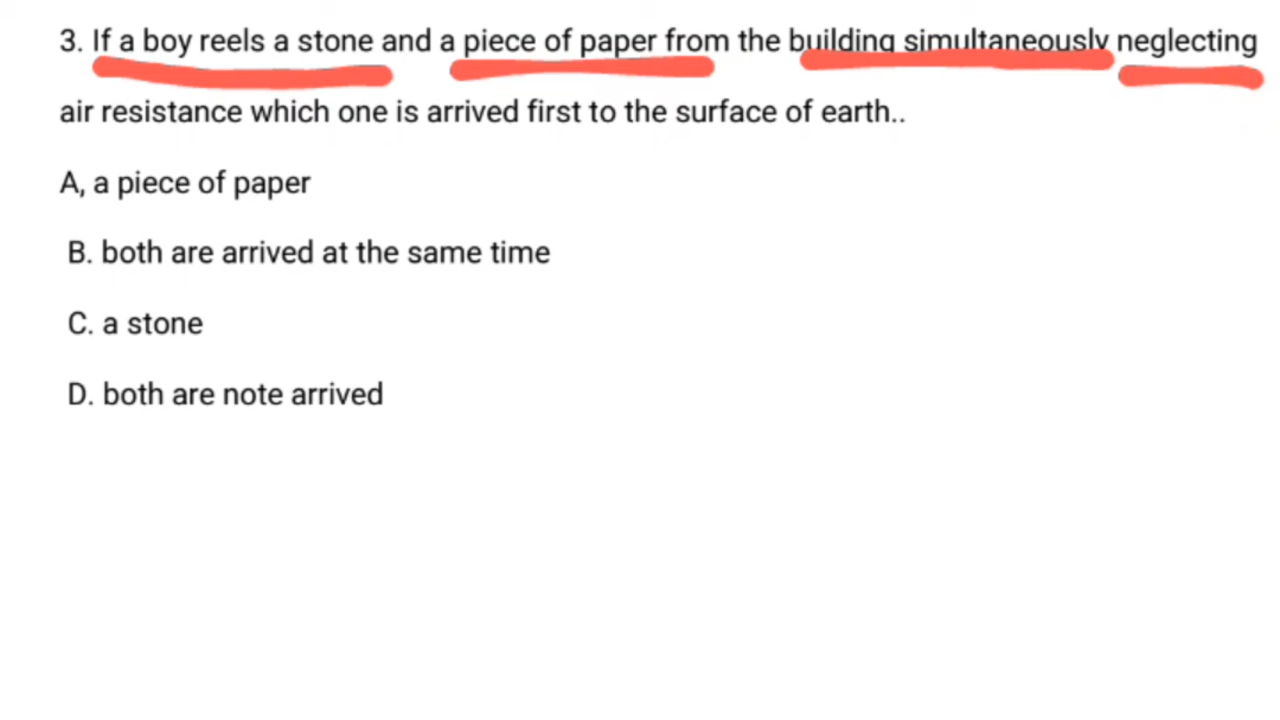 3. If a boy reels a stone and a piece of paper from the building simultaneously neglecting
air resistance which one is arrived first to the surface of earth..
A, a piece of paper
B. both are arrived at the same time
C. a stone
D. both are note arrived